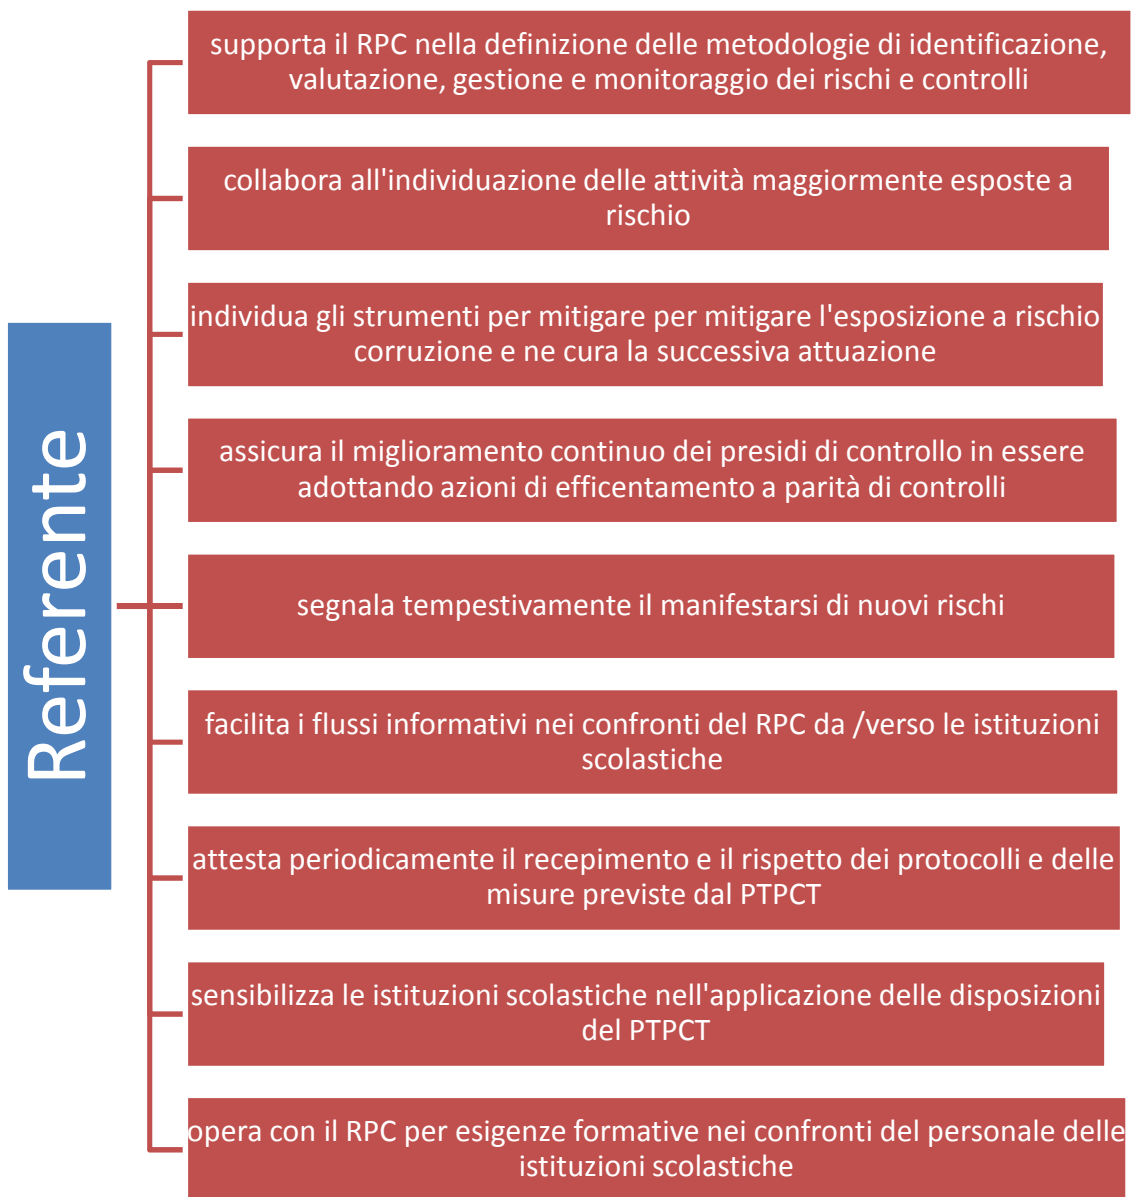 supporta il RPC nella definizione delle metodologie di identificazione,
valutazione, gestione e monitoraggio dei rischi e controlli
collabora all'individuazione delle attività maggiormente esposte a
rischio
individua gli strumenti per mitigare per mitigare l'esposizione a rischio
corruzione e ne cura la successiva attuazione
assicura il miglioramento continuo dei presidi di controllo in essere
adottando azioni di efficentamento a parità di controlli
Referente
segnala tempestivamente il manifestarsi di nuovi rischi
facilita i flussi informativi nei confronti del RPC da /verso le istituzioni
scolastiche
attesta periodicamente il recepimento e il rispetto dei protocolli e delle
misure previste dal PTPCT
sensibilizza le istituzioni scolastiche nell'applicazione delle disposizioni
del PTPCT
opera con il RPC per esigenze formative nei confronti del personale delle
istituzioni scolastiche